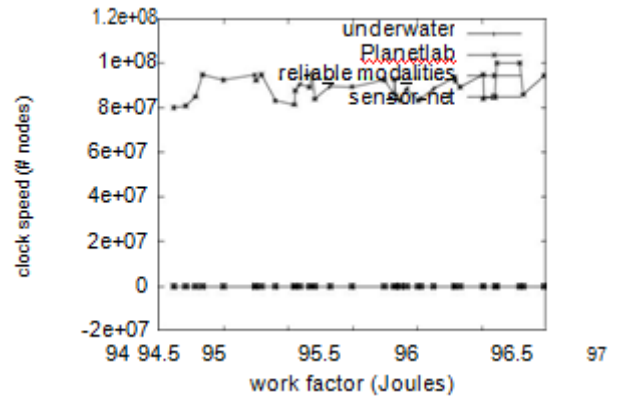 1.2e+08
1e+08
8e+07
6e+07
4e+07
2e+07
0
-2e+07
clock speed (# nodes)
underwater
Planetlab
reliable modalities
sensor-net
94 94.5 95 95.5 96 96.5 97
work factor (Joules)